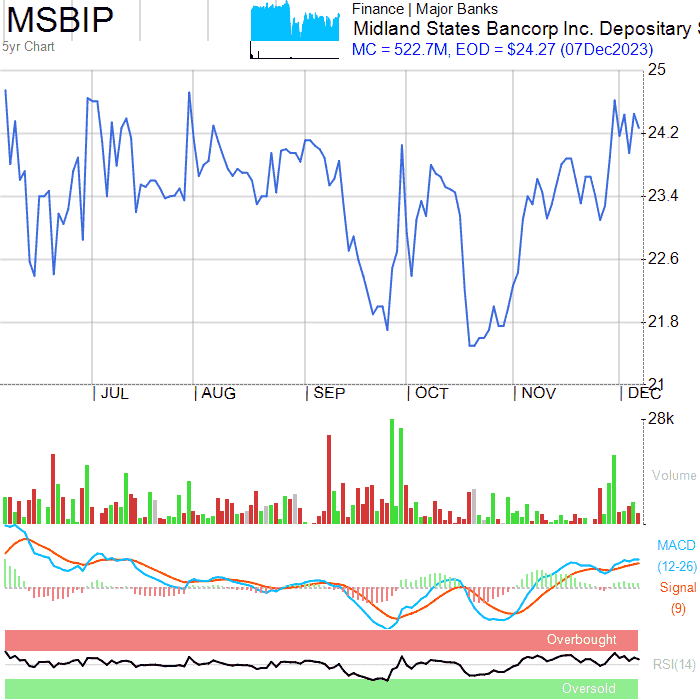 MSBIP
5yr Chart
Finance | Major Banks
Midland States Bancorp Inc. Depositary S
MC = 522.7M, EOD = $24.27 (07Dec2023)
25
24.2
23.4
22.6
21.8
21
JUL
AUG
SEP
OCT
NOV
DEC
28k
Volume
MACD
(12-26)
Signal
(9)
Overbought
RSI(14)
Oversold